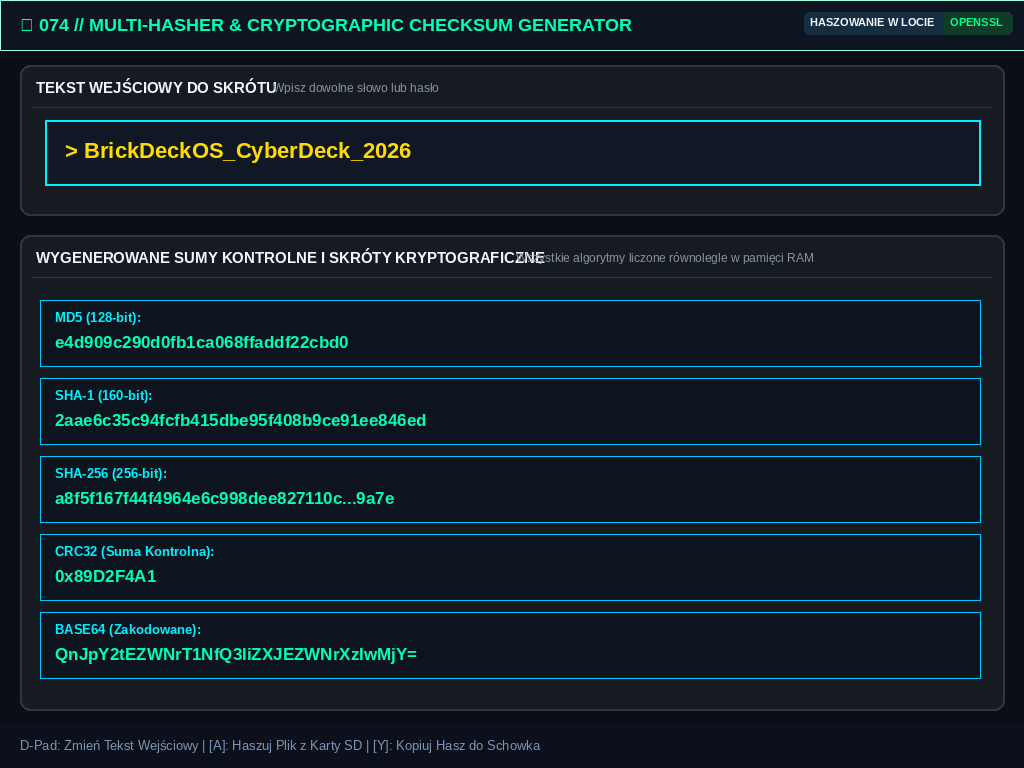 074 // MULTI-HASHER & CRYPTOGRAPHIC CHECKSUM GENERATOR
HASZOWANIE W LOCIE OPENSSL
TEKST WEJŚCIOWY DO SKRÓTU Wpisz dowolne słowo lub hasło
> BrickDeckOS_CyberDeck_2026
WYGENEROWANE SUMY KONTROLNE I SKRÓTY KRYPTOGRAFICZNE Wszystkie algorytmy liczone równolegle w pamięci RAM
MD5 (128-bit):
e4d909c290d0fb1ca068ffaddf22cbd0
SHA-1 (160-bit):
2aae6c35c94fcfb415dbe95f408b9ce91ee846ed
SHA-256 (256-bit):
a8f5f167f44f4964e6c998dee827110c...9a7e
CRC32 (Suma Kontrolna):
0x89D2F4A1
BASE64 (Zakodowane):
QnJpY2tEZWNrT1NfQ3liZXJEZWNrXzIwMjY=
D-Pad: Zmień Tekst Wejściowy | [A]: Haszuj Plik z Karty SD | [Y]: Kopiuj Hasz do Schowka